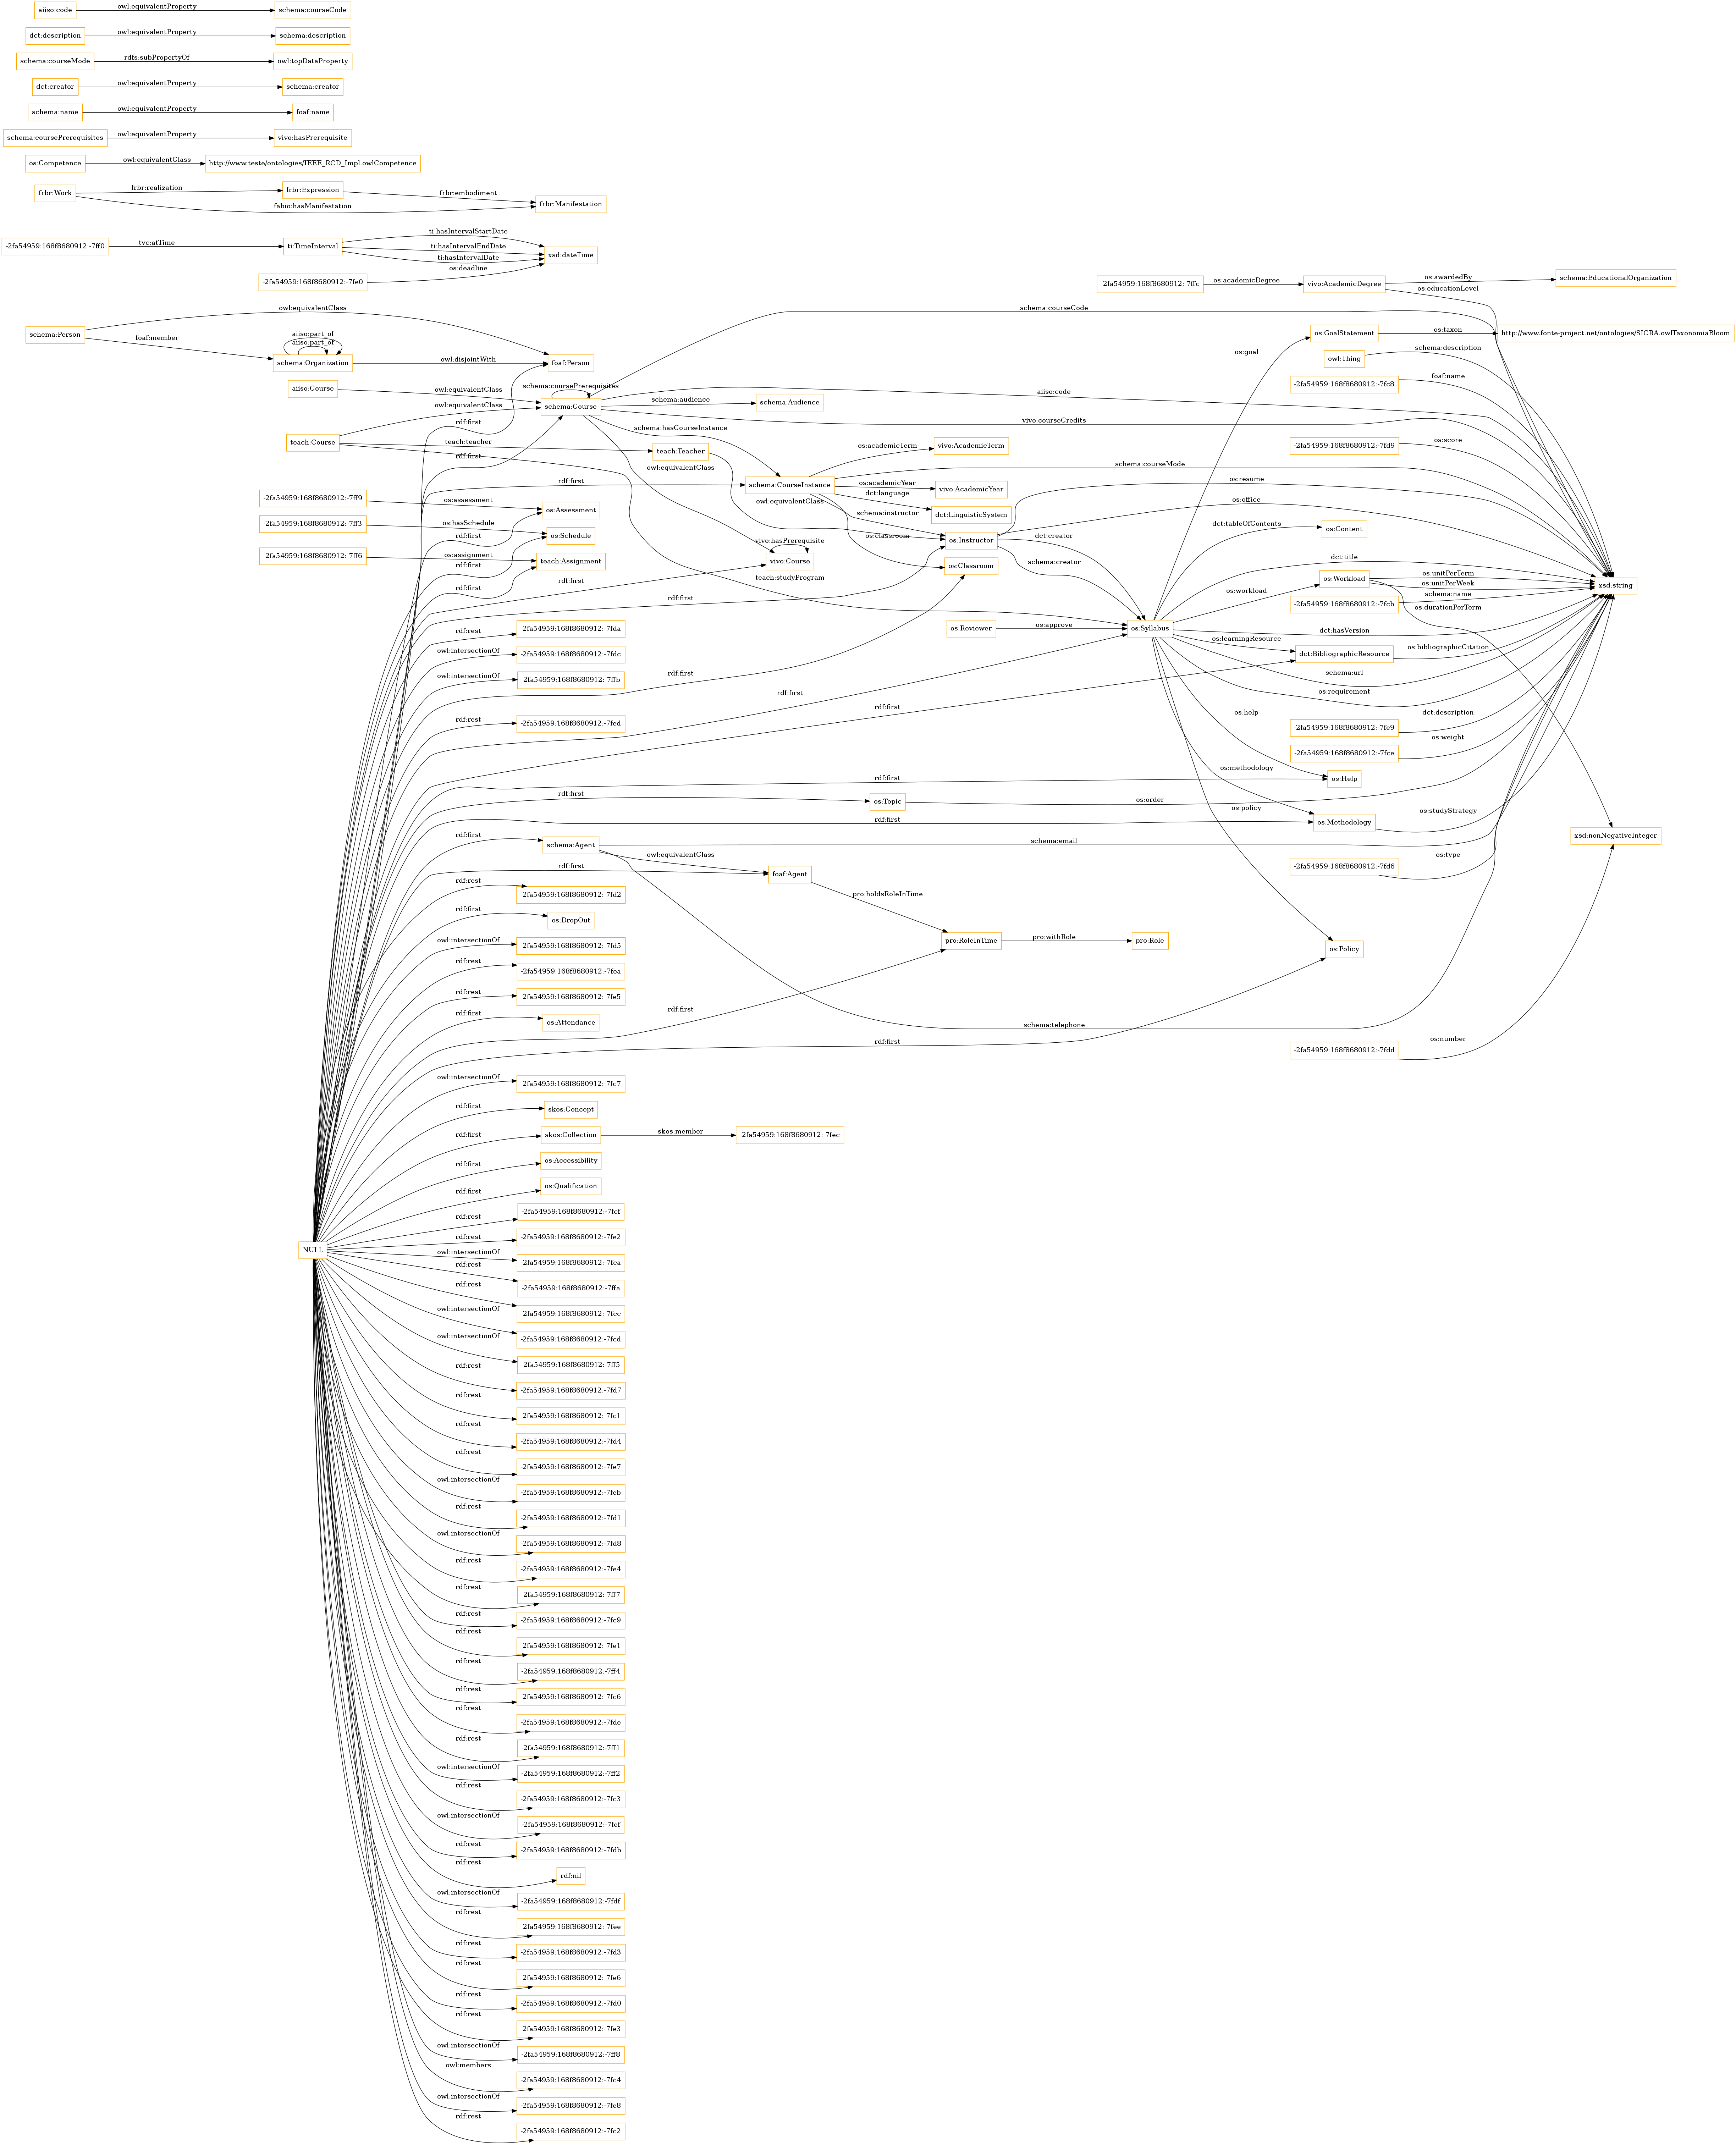 aiiso:code
owl:equivalentProperty
schema:courseCode
dct:description
owl:equivalentProperty
schema:description
schema:courseMode
rdfs:subPropertyOf
owl:topDataProperty
dct:creator
owl:equivalentProperty
schema:creator
schema:name
owl:equivalentProperty
foaf:name
schema:coursePrerequisites
owl:equivalentProperty
vivo:hasPrerequisite
os:Competence
owl:equivalentClass
http://www.teste/ontologies/IEEE_RCD_Impl.owlCompetence
frbr:Work
frbr:realization
frbr:Expression
frbr:embodiment
frbr:Manifestation
fabio:hasManifestation
-2fa54959:168f8680912:-7ff0
tvc:atTime
ti:TimeInterval
ti:hasIntervalStartDate
ti:hasIntervalEndDate
ti:hasIntervalDate
xsd:dateTime
os:deadline
-2fa54959:168f8680912:-7fe0
-2fa54959:168f8680912:-7ffc
os:academicDegree
vivo:AcademicDegree
os:awardedBy
schema:EducationalOrganization
os:educationLevel
schema:Person
owl:equivalentClass
foaf:member
aiiso:part_of
aiiso:part_of
schema:Organization
owl:disjointWith
foaf:Person
schema:courseCode
os:goal
os:GoalStatement
os:taxon
http://www.fonte-project.net/ontologies/SICRA.owlTaxonomiaBloom
owl:Thing
schema:description
aiiso:Course
owl:equivalentClass
schema:coursePrerequisites
schema:Course
schema:audience
schema:Audience
aiiso:code
-2fa54959:168f8680912:-7fc8
foaf:name
owl:equivalentClass
rdf:first
vivo:courseCredits
teach:Course
teach:teacher
teach:Teacher
schema:hasCourseInstance
os:academicTerm
vivo:AcademicTerm
-2fa54959:168f8680912:-7fd9
os:score
rdf:first
owl:equivalentClass
schema:courseMode
rdf:first
schema:CourseInstance
os:academicYear
vivo:AcademicYear
os:resume
-2fa54959:168f8680912:-7ff9
os:assessment
os:Assessment
owl:equivalentClass
dct:language
dct:LinguisticSystem
os:office
-2fa54959:168f8680912:-7ff3
os:hasSchedule
rdf:first
os:Schedule
schema:instructor
os:classroom
os:Instructor
dct:creator
dct:tableOfContents
os:Content
-2fa54959:168f8680912:-7ff6
os:assignment
rdf:first
teach:Assignment
vivo:hasPrerequisite
vivo:Course
os:Classroom
schema:creator
dct:title
rdf:first
rdf:first
teach:studyProgram
os:workload
os:Workload
os:unitPerTerm
os:unitPerWeek
xsd:string
rdf:first
-2fa54959:168f8680912:-7fcb
schema:name
os:durationPerTerm
rdf:rest
-2fa54959:168f8680912:-7fda
os:Reviewer
os:approve
os:Syllabus
dct:hasVersion
owl:intersectionOf
-2fa54959:168f8680912:-7fdc
os:learningResource
dct:BibliographicResource
os:bibliographicCitation
owl:intersectionOf
-2fa54959:168f8680912:-7ffb
rdf:first
schema:url
rdf:first
os:requirement
rdf:rest
-2fa54959:168f8680912:-7fed
rdf:first
os:help
-2fa54959:168f8680912:-7fe9
dct:description
-2fa54959:168f8680912:-7fce
os:weight
rdf:first
os:methodology
os:Help
rdf:first
os:Topic
os:order
os:policy
rdf:first
os:Methodology
os:studyStrategy
rdf:first
schema:Agent
schema:email
xsd:nonNegativeInteger
owl:equivalentClass
rdf:first
foaf:Agent
-2fa54959:168f8680912:-7fd6
os:type
rdf:rest
-2fa54959:168f8680912:-7fd2
pro:holdsRoleInTime
rdf:first
os:DropOut
owl:intersectionOf
-2fa54959:168f8680912:-7fd5
pro:RoleInTime
pro:withRole
pro:Role
os:Policy
rdf:rest
-2fa54959:168f8680912:-7fea
rdf:rest
-2fa54959:168f8680912:-7fe5
rdf:first
rdf:first
os:Attendance
schema:telephone
rdf:first
os:number
-2fa54959:168f8680912:-7fdd
owl:intersectionOf
-2fa54959:168f8680912:-7fc7
rdf:first
skos:Concept
rdf:first
skos:Collection
skos:member
-2fa54959:168f8680912:-7fec
rdf:first
os:Accessibility
rdf:first
os:Qualification
rdf:rest
-2fa54959:168f8680912:-7fcf
NULL
rdf:rest
-2fa54959:168f8680912:-7fe2
owl:intersectionOf
-2fa54959:168f8680912:-7fca
rdf:rest
-2fa54959:168f8680912:-7ffa
rdf:rest
-2fa54959:168f8680912:-7fcc
owl:intersectionOf
-2fa54959:168f8680912:-7fcd
owl:intersectionOf
-2fa54959:168f8680912:-7ff5
rdf:rest
-2fa54959:168f8680912:-7fd7
rdf:rest
-2fa54959:168f8680912:-7fc1
rdf:rest
-2fa54959:168f8680912:-7fd4
rdf:rest
-2fa54959:168f8680912:-7fe7
owl:intersectionOf
-2fa54959:168f8680912:-7feb
rdf:rest
-2fa54959:168f8680912:-7fd1
owl:intersectionOf
-2fa54959:168f8680912:-7fd8
rdf:rest
-2fa54959:168f8680912:-7fe4
rdf:rest
-2fa54959:168f8680912:-7ff7
rdf:rest
-2fa54959:168f8680912:-7fc9
rdf:rest
-2fa54959:168f8680912:-7fe1
rdf:rest
-2fa54959:168f8680912:-7ff4
rdf:rest
-2fa54959:168f8680912:-7fc6
rdf:rest
-2fa54959:168f8680912:-7fde
rdf:rest
-2fa54959:168f8680912:-7ff1
owl:intersectionOf
-2fa54959:168f8680912:-7ff2
rdf:rest
-2fa54959:168f8680912:-7fc3
owl:intersectionOf
-2fa54959:168f8680912:-7fef
rdf:rest
-2fa54959:168f8680912:-7fdb
rdf:rest
rdf:nil
owl:intersectionOf
-2fa54959:168f8680912:-7fdf
rdf:rest
-2fa54959:168f8680912:-7fee
rdf:rest
-2fa54959:168f8680912:-7fd3
rdf:rest
-2fa54959:168f8680912:-7fe6
rdf:rest
-2fa54959:168f8680912:-7fd0
rdf:rest
-2fa54959:168f8680912:-7fe3
owl:intersectionOf
-2fa54959:168f8680912:-7ff8
owl:members
-2fa54959:168f8680912:-7fc4
owl:intersectionOf
-2fa54959:168f8680912:-7fe8
rdf:rest
-2fa54959:168f8680912:-7fc2